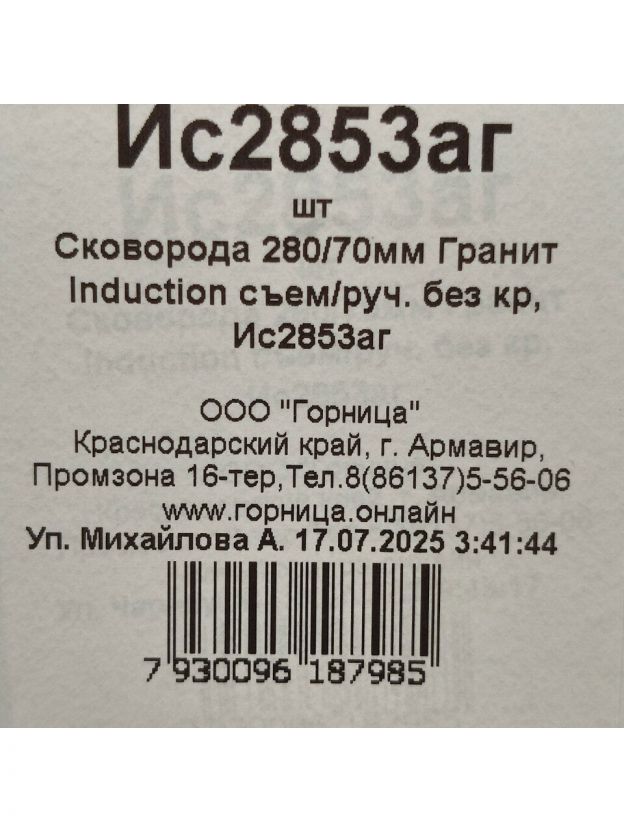 Ис2853аг
шт
Сковорода 280/70мм Гранит
Induction съем/руч. без кр,
Ис2853аг
ООО "Горница"
Краснодарский край, г. Армавир,
Промзона 16-тер,Тел.8(86137)5-56-06
www.горница.онлайн
Уп. Михайлова А. 17.07.2025 3:41:44
7 930096 187985